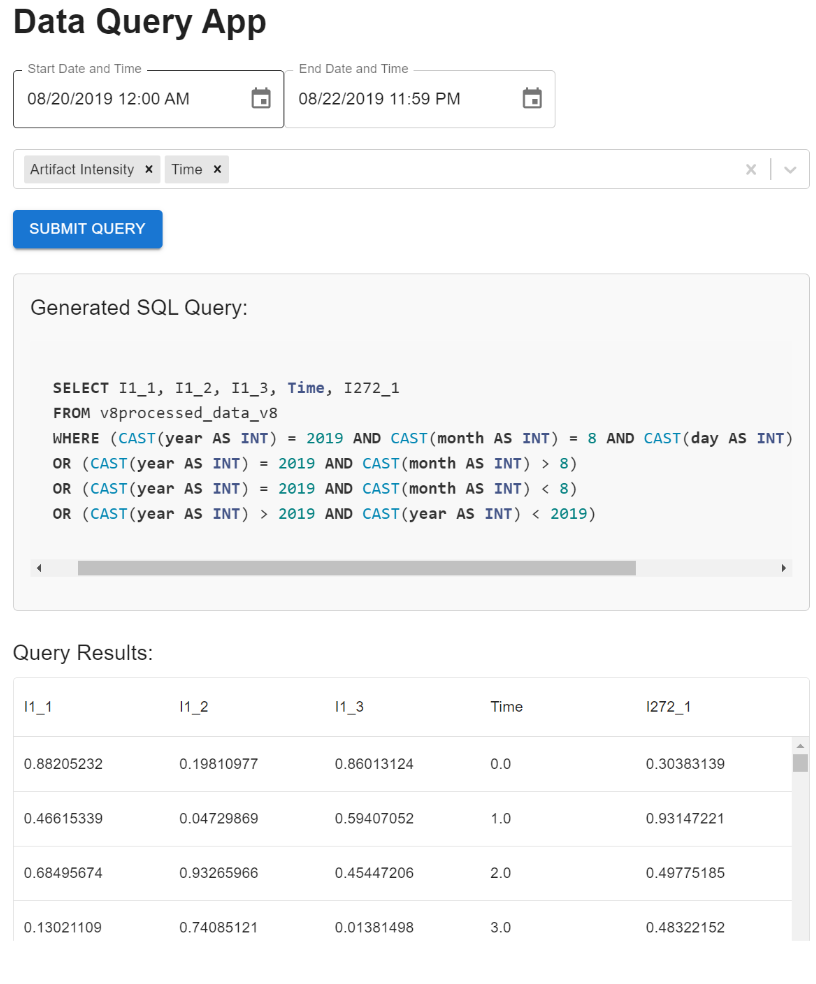 Data Query App
Start Date and Time
End Date and Time
08/20/2019 12:00 AM
08/22/2019 11:59 PM
Artifact Intensity × Time ×
SUBMIT QUERY
Generated SQL Query:
SELECT I1_1, I1_2, I1_3, Time, I272_1
FROM v8processed_data_v8
WHERE (CAST(year AS INT) = 2019 AND CAST(month AS INT) = 8 AND CAST(day AS INT)
OR (CAST(year AS INT) = 2019 AND CAST(month AS INT) > 8)
OR (CAST(year AS INT) = 2019 AND CAST(month AS INT) < 8)
OR (CAST(year AS INT) > 2019 AND CAST(year AS INT) < 2019)
Query Results:
I1_1 I1_2 I1_3 Time I272_1
0.88205232 0.19810977 0.86013124 0.0 0.30383139
0.46615339 0.04729869 0.59407052 1.0 0.93147221
0.68495674 0.93265966 0.45447206 2.0 0.49775185
0.13021109 0.74085121 0.01381498 3.0 0.48322152